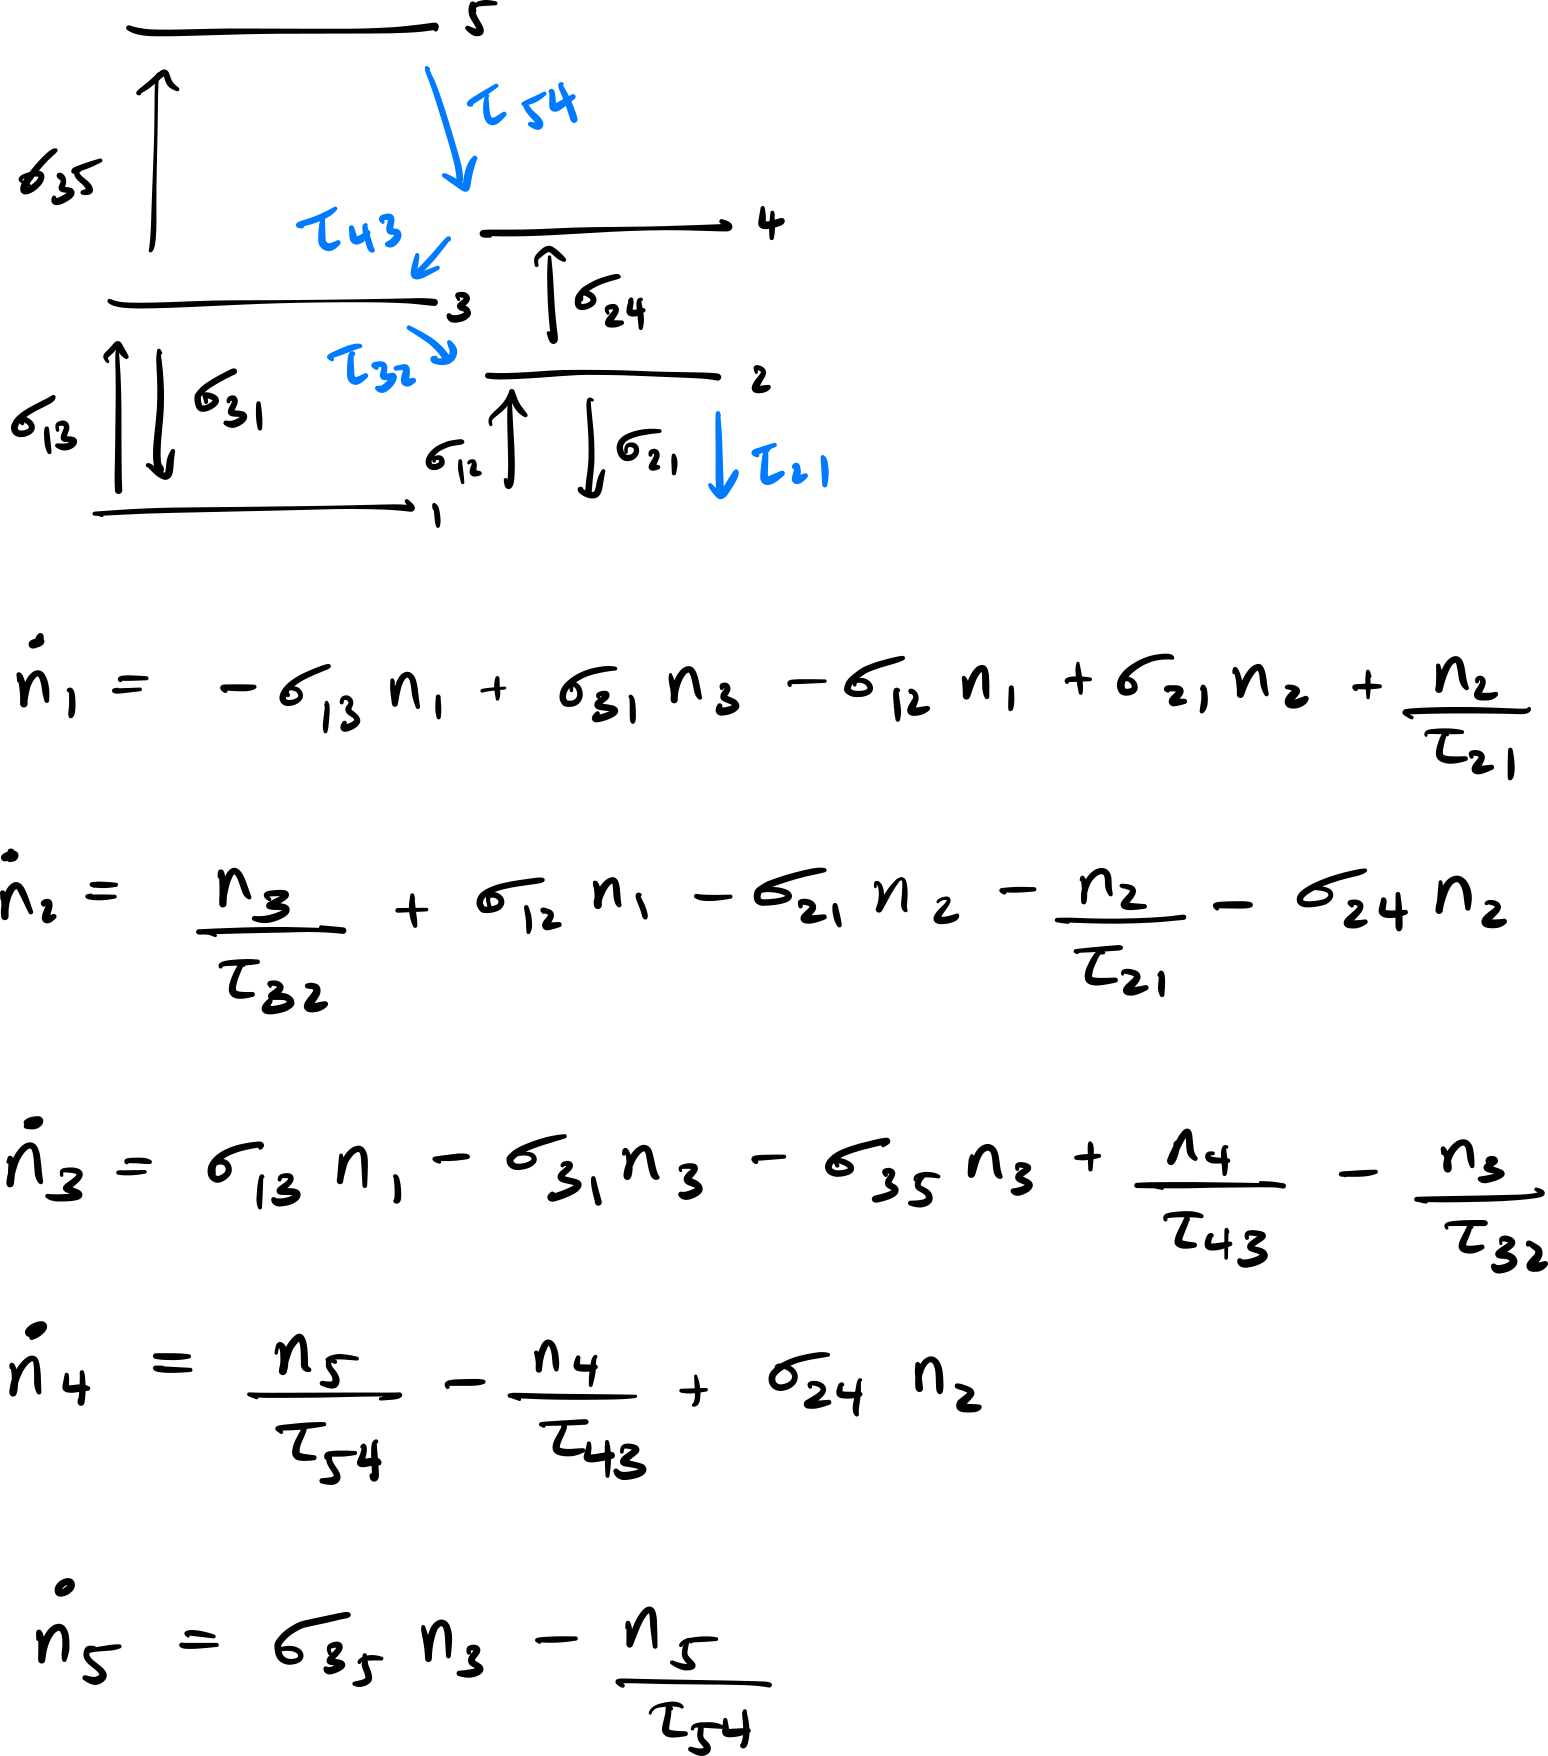 5
τ54
σ35
τ43
4
σ24
3
τ32
2
σ13
σ31
σ12
σ21
τ21
1
ṅ1 = - σ13 n1 + σ31 n3 - σ12 n1 + σ21 n2 + n2/τ21
ṅ2 = n3/τ32 + σ12 n1 - σ21 n2 - n2/τ21 - σ24 n2
ṅ3 = σ13 n1 - σ31 n3 - σ35 n3 + n4/τ43 - n3/τ32
ṅ4 = n5/τ54 - n4/τ43 + σ24 n2
ṅ5 = σ35 n3 - n5/τ54